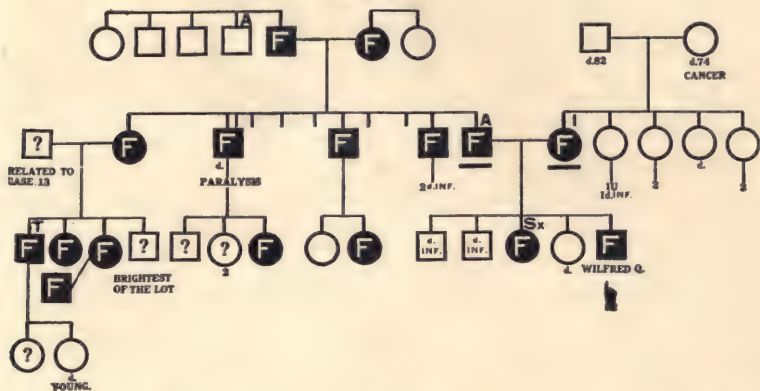 A
F
F
d.82
d.74
CANCER
?
RELATED TO
CASE 13
F
F
d.
PARALYSIS
F
F
2 d.INF.
A
F
F
I
10
1d.INF.
2
d.
2
T
F
F
F
?
BRIGHTEST
OF THE LOT
F
?
?
2
F
F
d.
INF.
d.
INF.
Sx
F
d.
F
WILFRED Q.
?
d.
YOUNG.